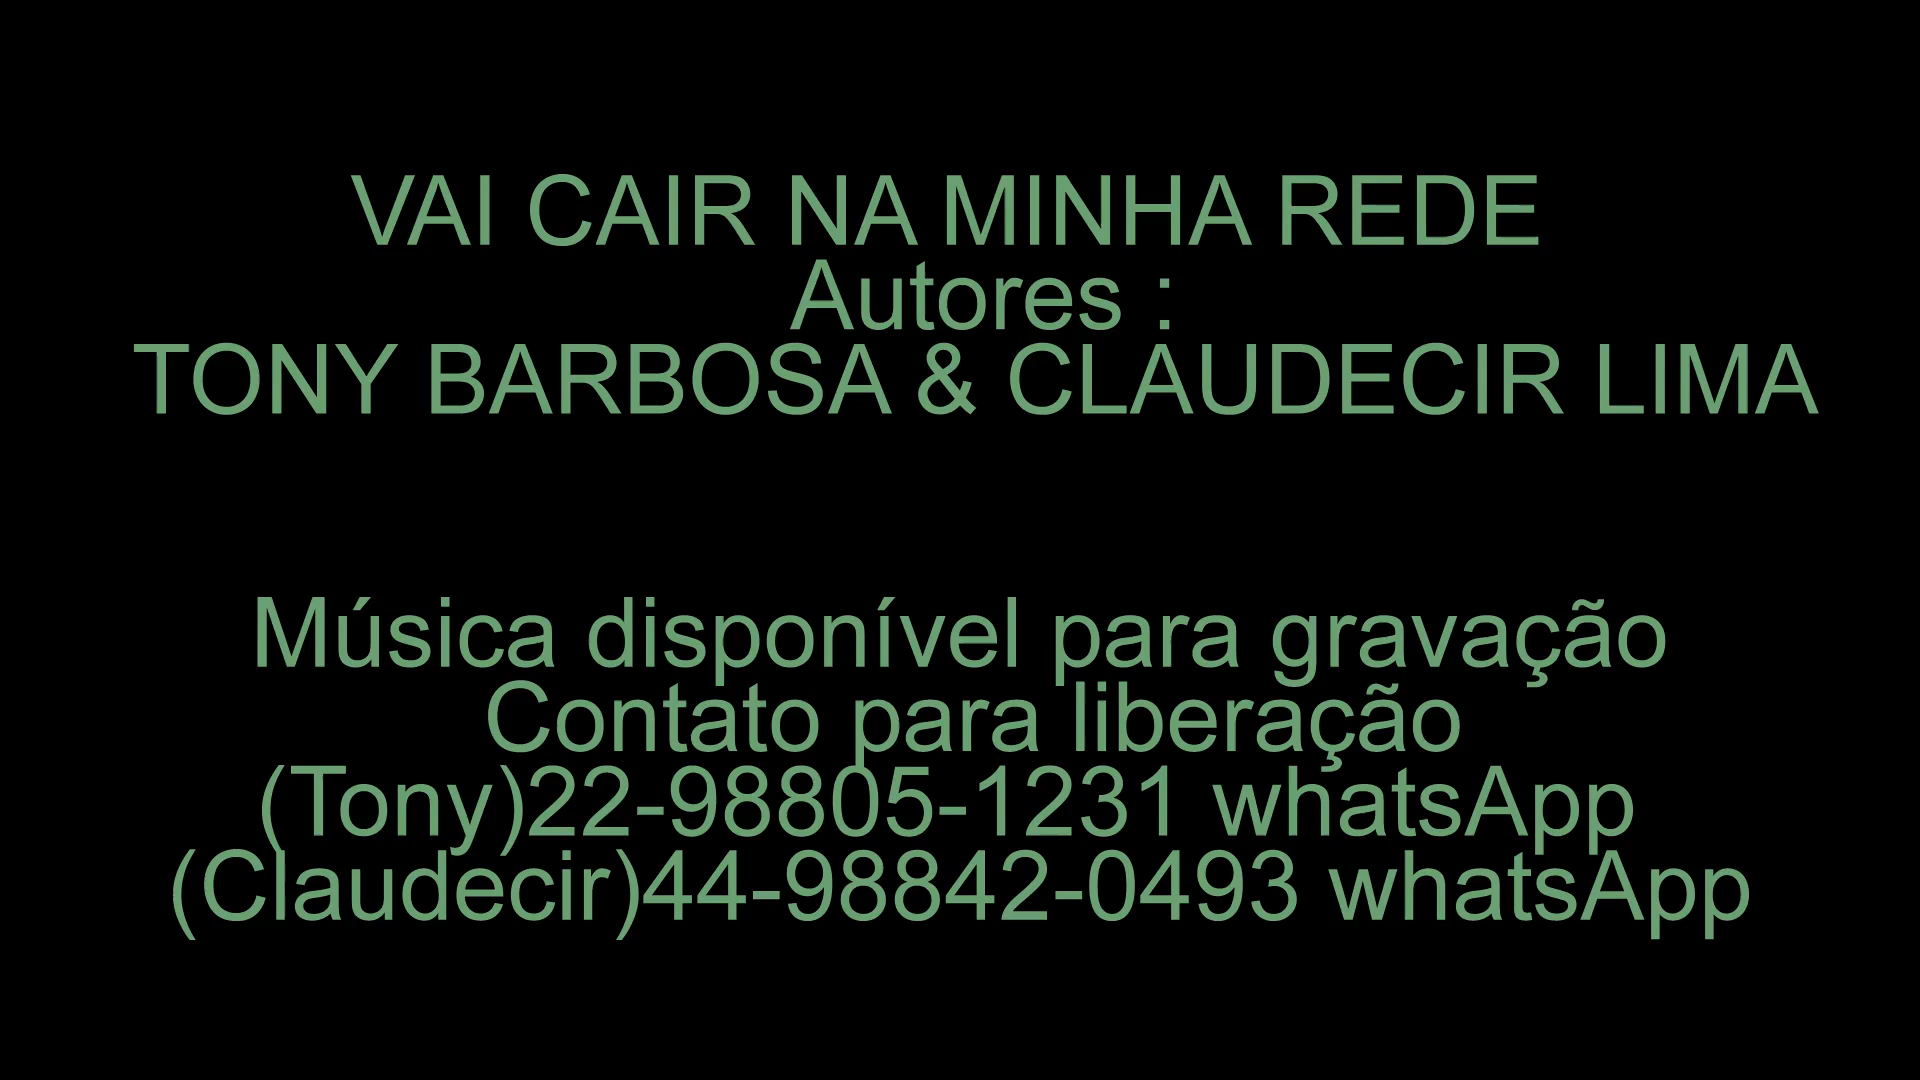 VAI CAIR NA MINHA REDE
Autores :
TONY BARBOSA & CLAUDECIR LIMA
Música disponível para gravação
Contato para liberação
(Tony)22-98805-1231 whatsApp
(Claudecir)44-98842-0493 whatsApp